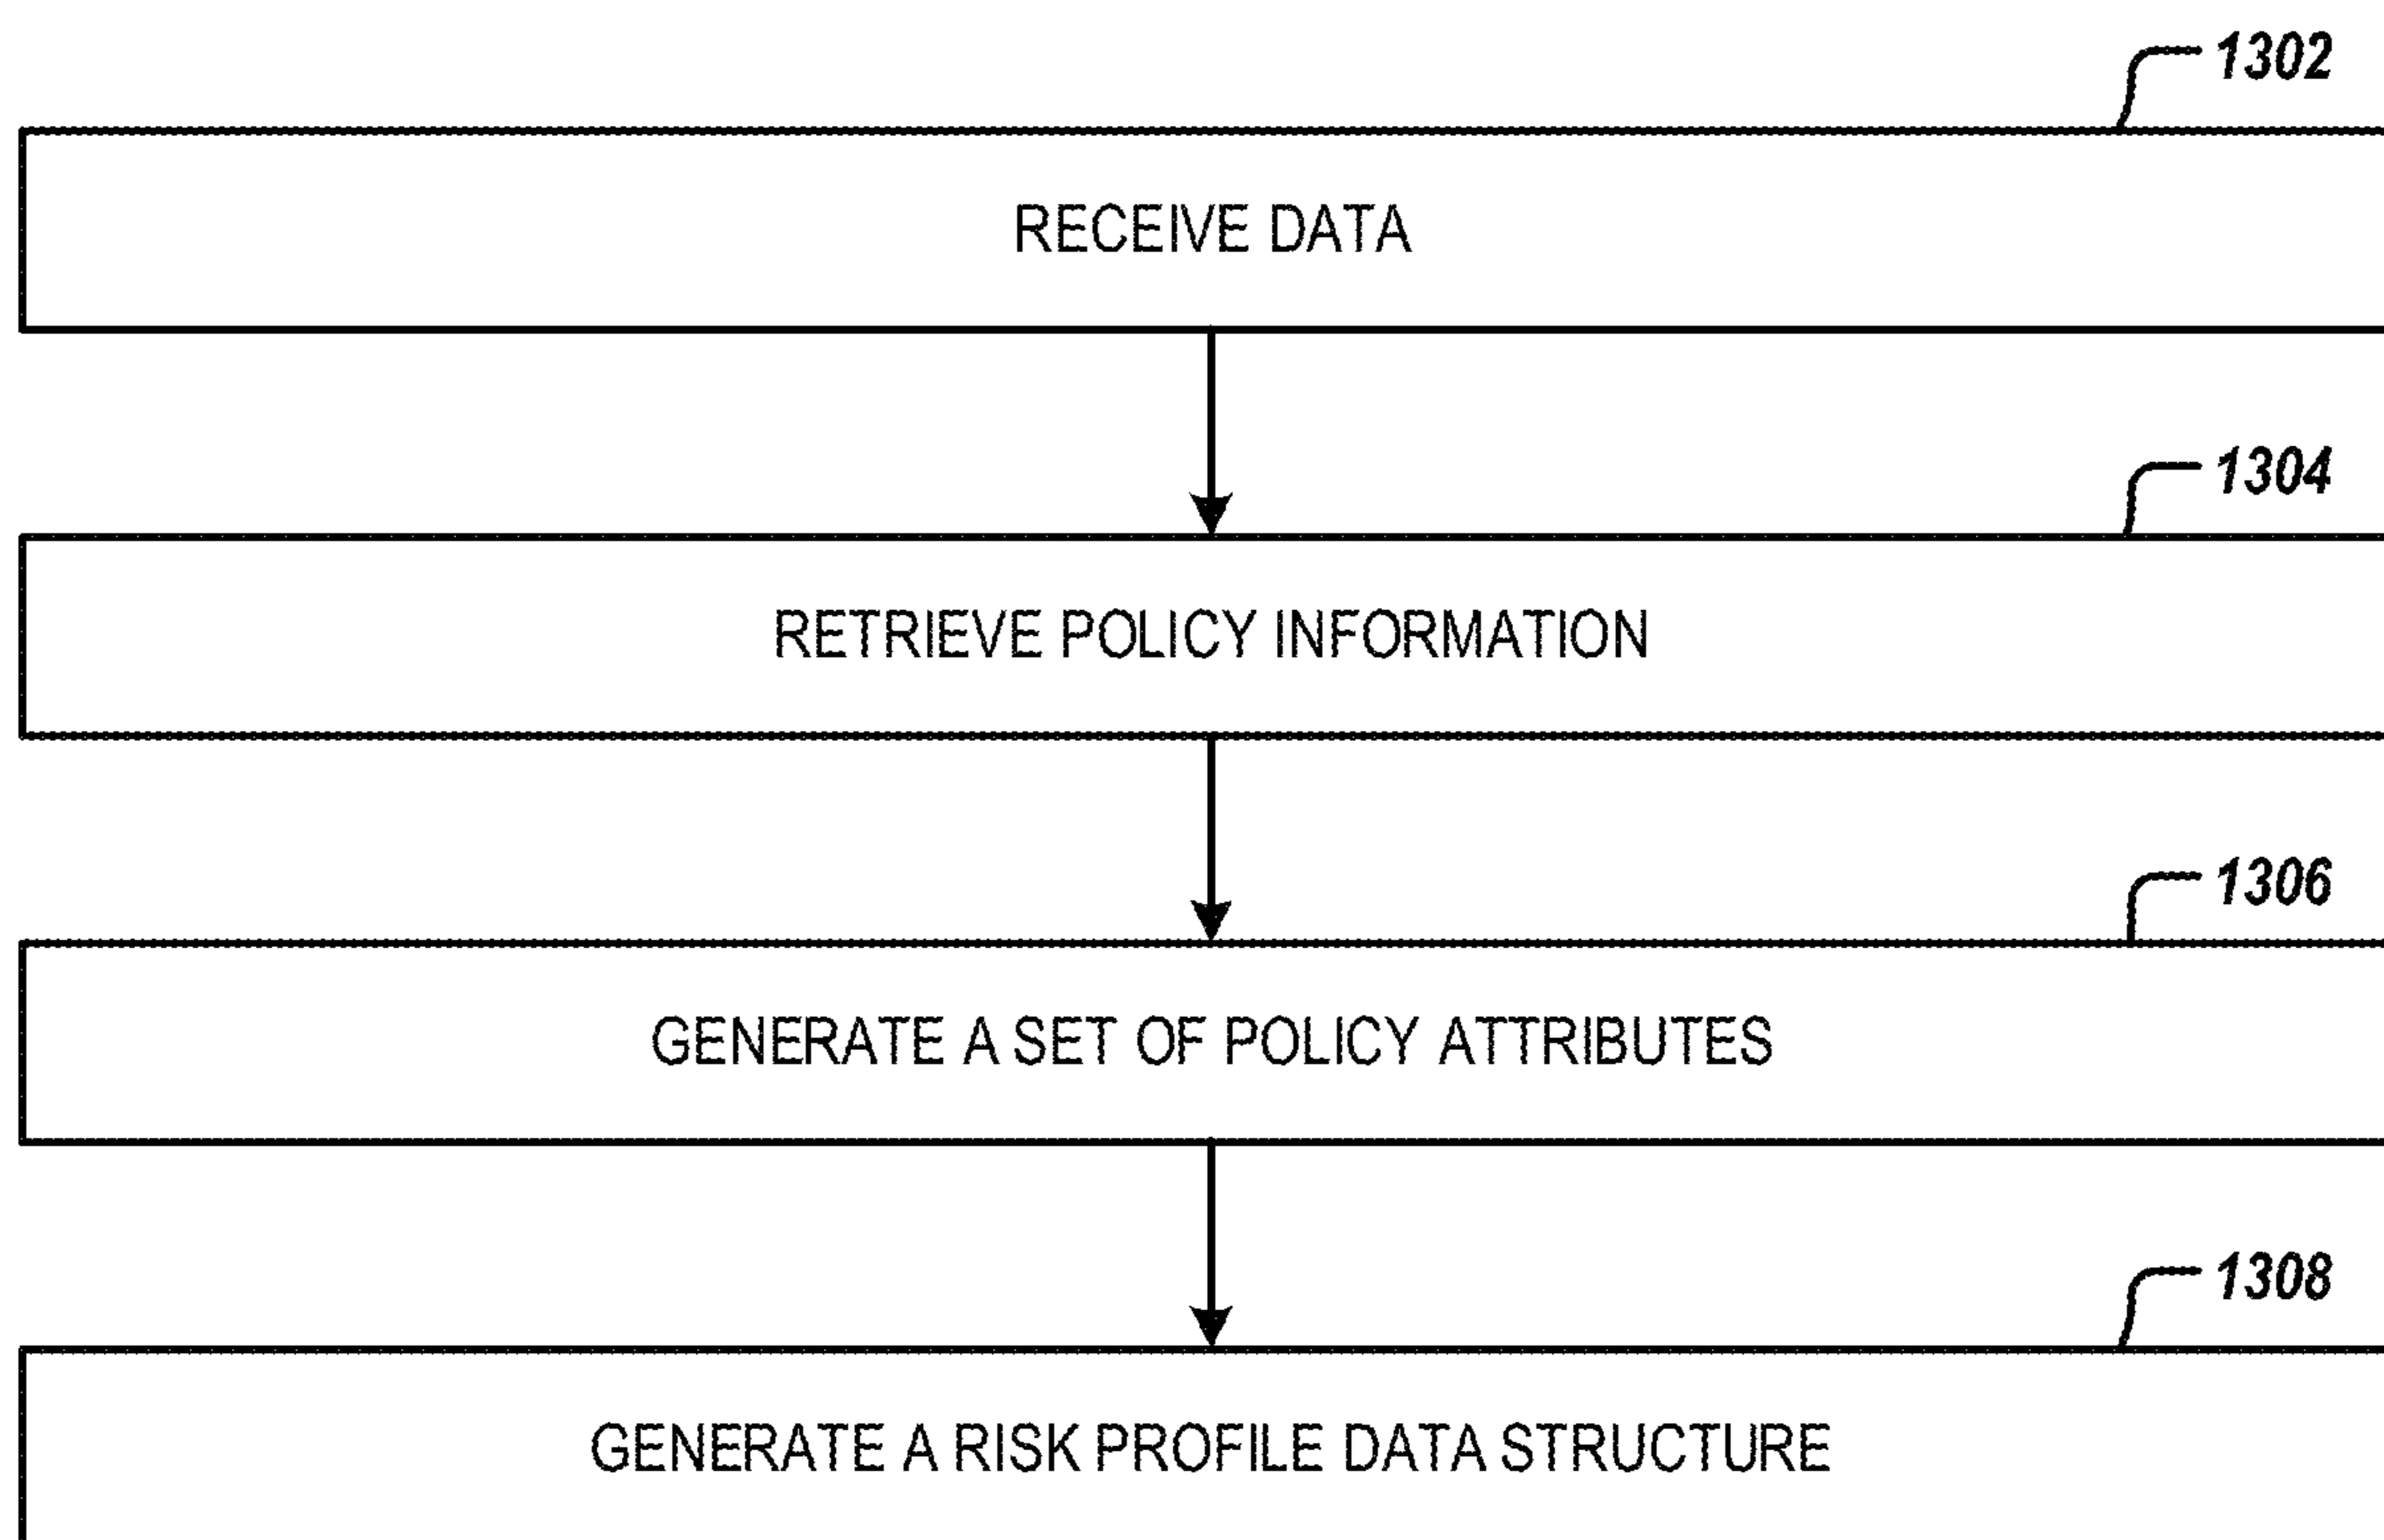 1302
RECEIVE DATA
1304
RETRIEVE POLICY INFORMATION
1306
GENERATE A SET OF POLICY ATTRIBUTES
1308
GENERATE A RISK PROFILE DATA STRUCTURE